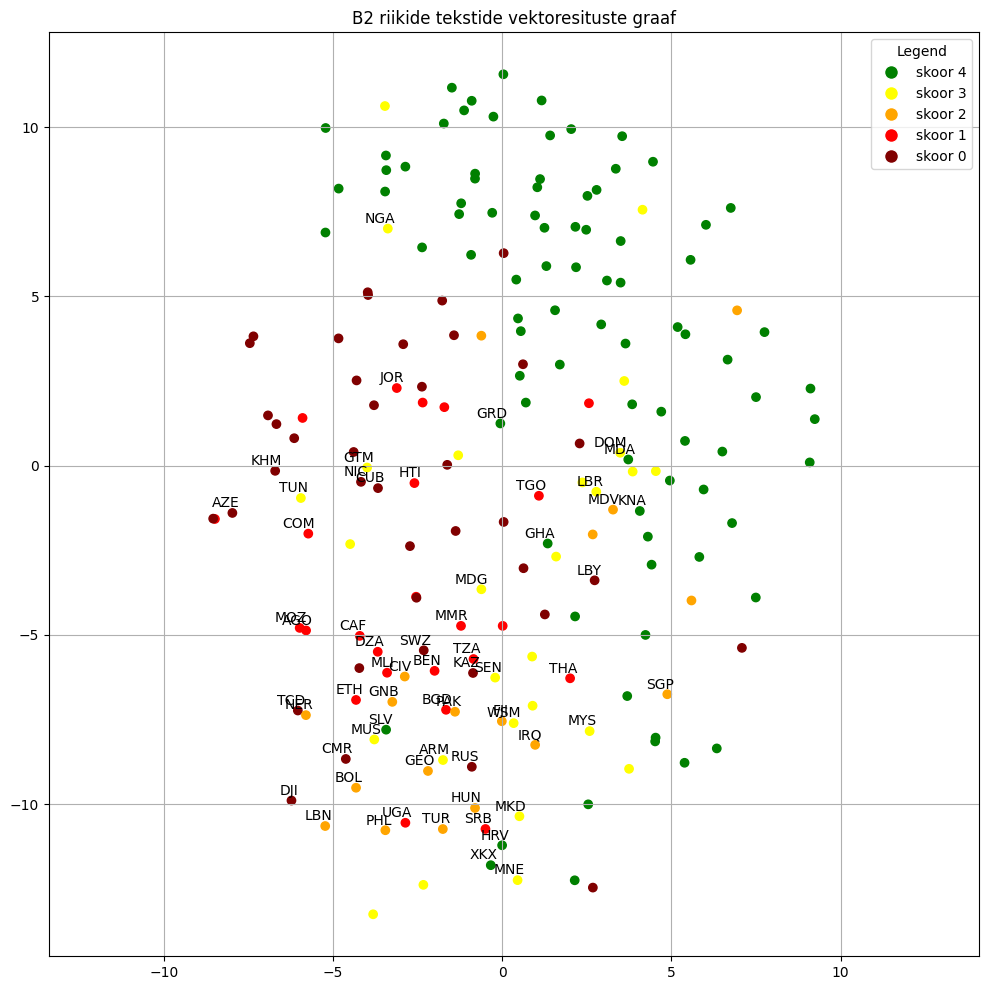 B2 riikide tekstide vektoresituste graaf
Legend
skoor 4
skoor 3
skoor 2
skoor 1
skoor 0
10
5
0
−5
−10
NGA
JOR
GRD
DOM
MDA
GTM
KHM
NIC
CUB
HTI
TUN
TGO
LBR
MDV
KNA
AZE
COM
GHA
LBY
MDG
MOZ
AGO
CAF
MMR
DZA
SWZ
TZA
MLI
CIV
BEN
KAZ
SEN
THA
ETH
GNB
SGP
TCD
NER
BGD
PAK
FJI
WSM
SLV
MUS
MYS
IRQ
CMR
ARM
GEO
RUS
BOL
DJI
HUN
LBN
PHL
UGA
TUR
SRB
MKD
HRV
XKX
MNE
−10
−5
0
5
10